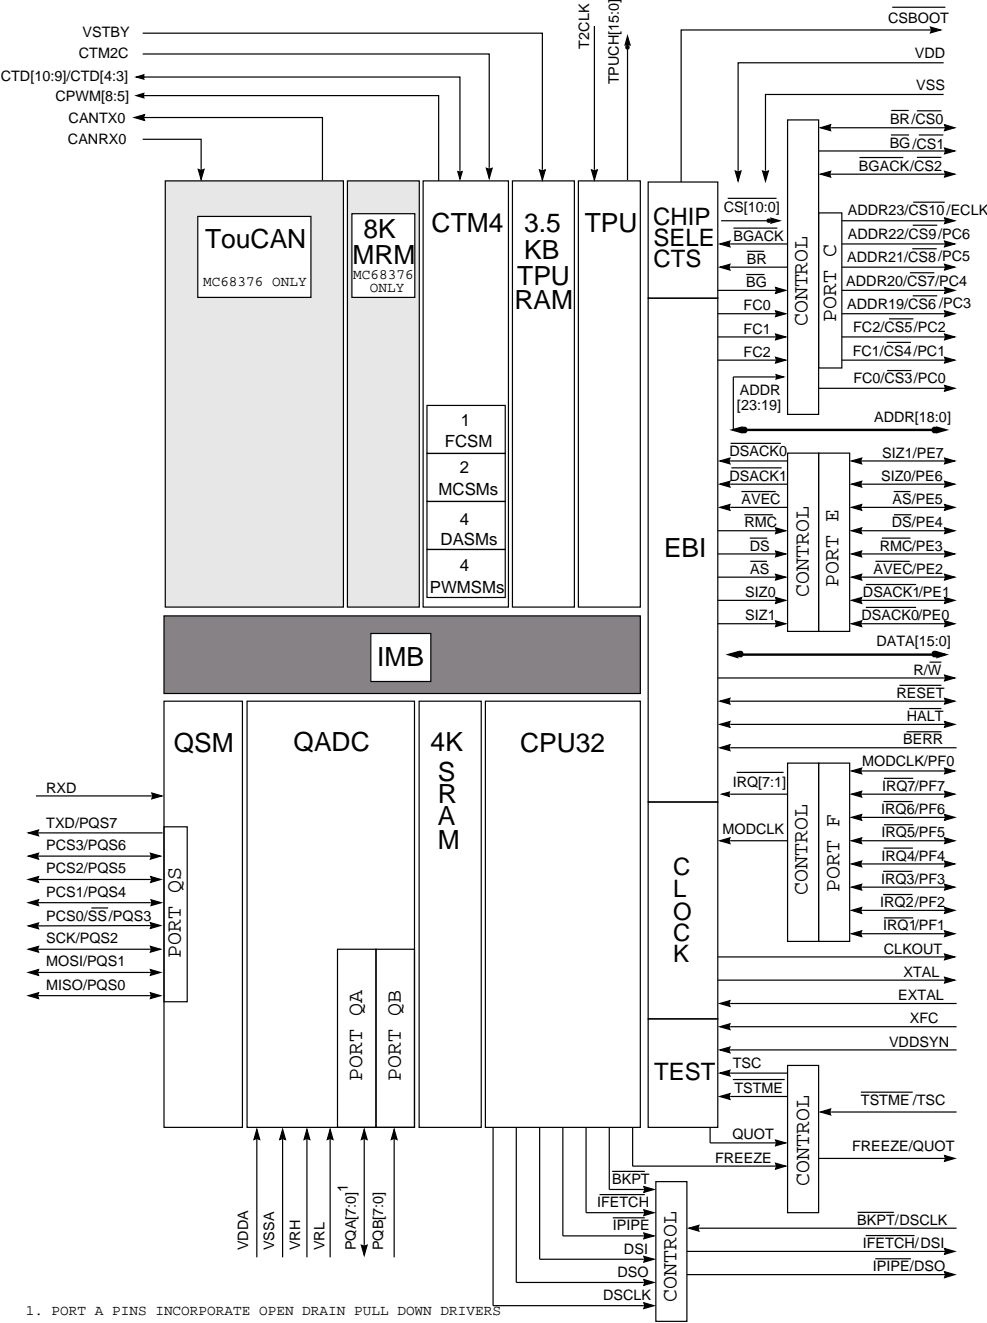 VSTBY
CTM2C
CTD[10:9]/CTD[4:3]
CPWM[8:5]
CANTX0
CANRX0
T2CLK
TPUCH[15:0]
CSBOOT
VDD
VSS
BR/CS0
BG/CS1
BGACK/CS2
ADDR23/CS10/ECLK
ADDR22/CS9/PC6
ADDR21/CS8/PC5
ADDR20/CS7/PC4
ADDR19/CS6/PC3
FC2/CS5/PC2
FC1/CS4/PC1
FC0/CS3/PC0
CONTROL
PORT C
TouCAN
MC68376 ONLY
8K
MRM
MC68376
ONLY
CTM4
1
FCSM
2
MCSMs
4
DASMs
4
PWMSMs
3.5
KB
TPU
RAM
TPU
CHIP
SELE
CTS
CS[10:0]
BGACK
BR
BG
FC0
FC1
FC2
ADDR
[23:19]
ADDR[18:0]
EBI
DSACK0
DSACK1
AVEC
RMC
DS
AS
SIZ0
SIZ1
CONTROL
PORT E
SIZ1/PE7
SIZ0/PE6
AS/PE5
DS/PE4
RMC/PE3
AVEC/PE2
DSACK1/PE1
DSACK0/PE0
DATA[15:0]
R/W
RESET
HALT
BERR
IMB
QSM
QADC
4K
SRAM
CPU32
RXD
TXD/PQS7
PCS3/PQS6
PCS2/PQS5
PCS1/PQS4
PCS0/SS/PQS3
SCK/PQS2
MOSI/PQS1
MISO/PQS0
PORT QS
PORT QA
PORT QB
IRQ[7:1]
MODCLK
CLOCK
CONTROL
PORT F
MODCLK/PF0
IRQ7/PF7
IRQ6/PF6
IRQ5/PF5
IRQ4/PF4
IRQ3/PF3
IRQ2/PF2
IRQ1/PF1
CLKOUT
XTAL
EXTAL
XFC
VDDSYN
TEST
TSC
TSTME
QUOT
FREEZE
CONTROL
TSTME/TSC
FREEZE/QUOT
VDDA
VSSA
VRH
VRL
PQA[7:0]1
PQB[7:0]
BKPT
IFETCH
IPIPE
DSI
DSO
DSCLK
CONTROL
BKPT/DSCLK
IFETCH/DSI
IPIPE/DSO
1. PORT A PINS INCORPORATE OPEN DRAIN PULL DOWN DRIVERS